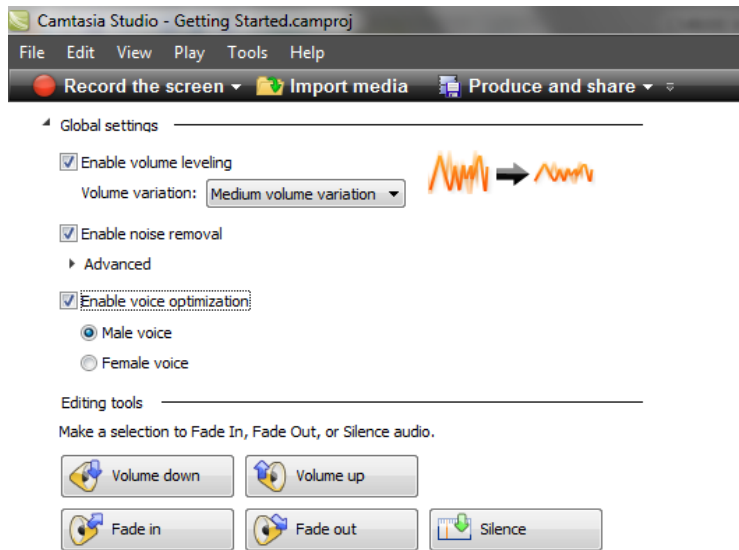 Camtasia Studio - Getting Started.camproj
File Edit View Play Tools Help
Record the screen Import media Produce and share
Global settings
Enable volume leveling
Volume variation: Medium volume variation
Enable noise removal
Advanced
Enable voice optimization
Male voice
Female voice
Editing tools
Make a selection to Fade In, Fade Out, or Silence audio.
Volume down Volume up
Fade in Fade out Silence